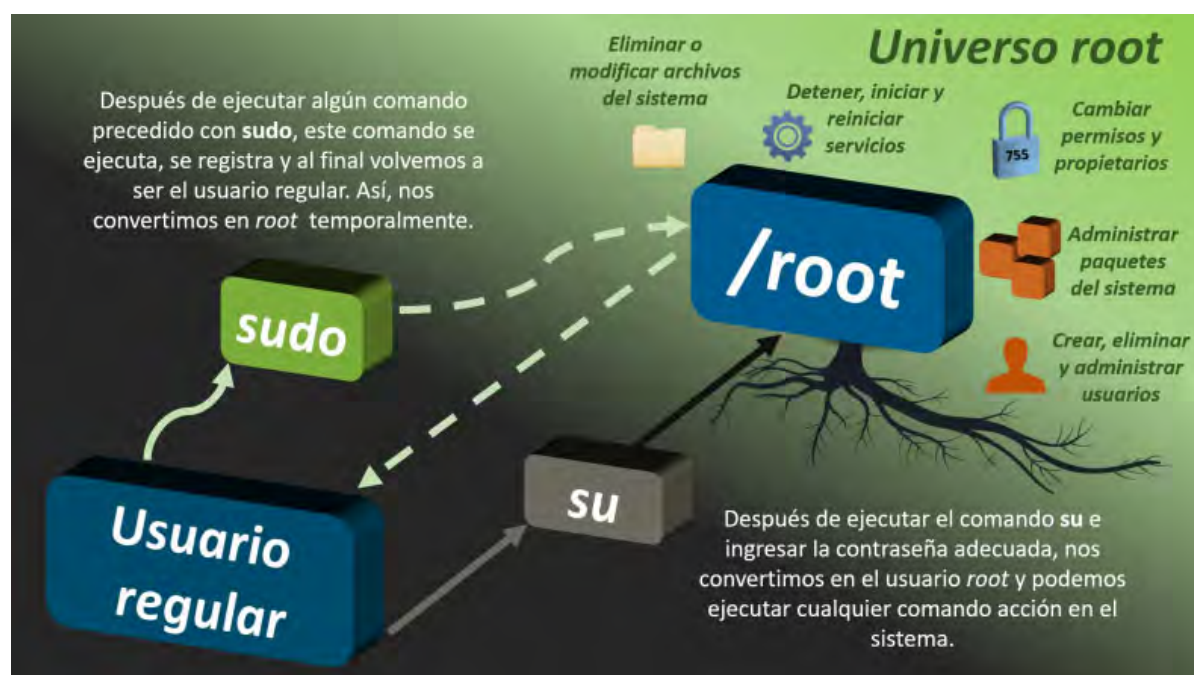 Universo root
Eliminar o
modificar archivos
del sistema
Detener, iniciar y
reiniciar
servicios
Cambiar
permisos y
propietarios
755
Después de ejecutar algún comando
precedido con sudo, este comando se
ejecuta, se registra y al final volvemos a
ser el usuario regular. Así, nos
convertimos en root temporalmente.
/root
Administrar
paquetes
del sistema
sudo
Crear, eliminar
y administrar
usuarios
su
Usuario
regular
Después de ejecutar el comando su e
ingresar la contraseña adecuada, nos
convertimos en el usuario root y podemos
ejecutar cualquier comando acción en el
sistema.